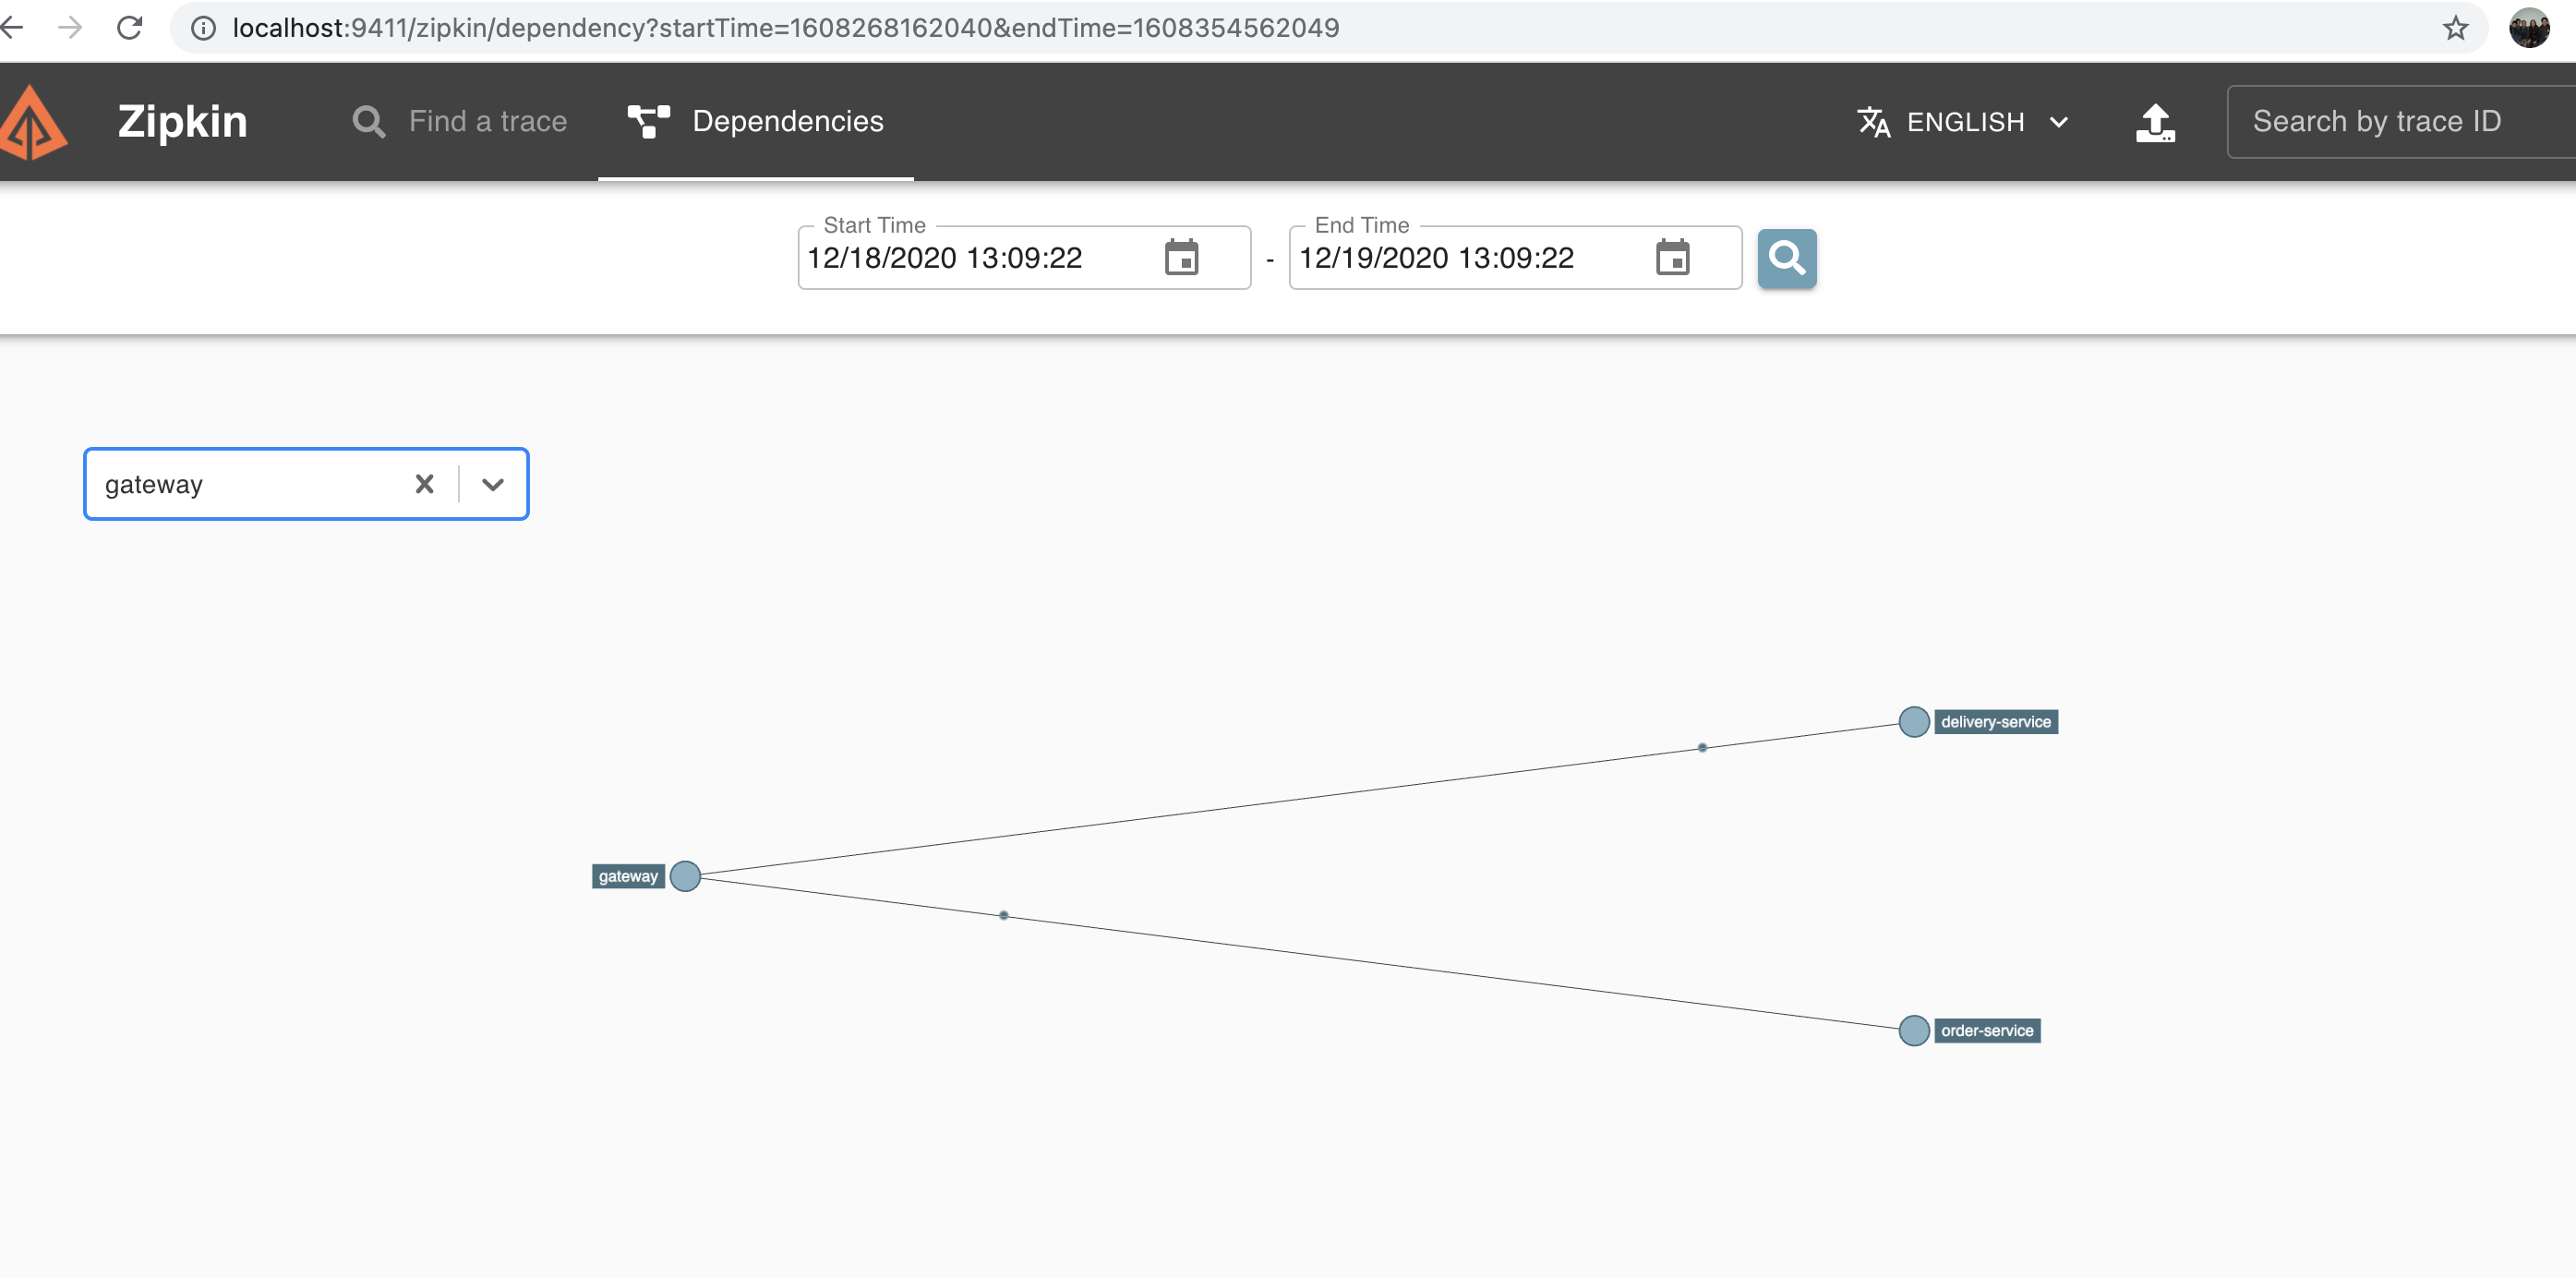 localhost:9411/zipkin/dependency?startTime=1608268162040&endTime=1608354562049
Zipkin
Find a trace
Dependencies
ENGLISH
Search by trace ID
Start Time
12/18/2020 13:09:22
-
End Time
12/19/2020 13:09:22
gateway
delivery-service
gateway
order-service